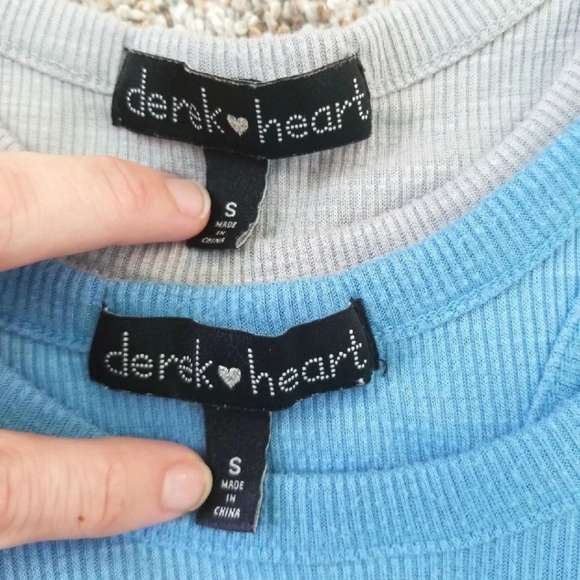 derek ♥ heart
S
MADE
IN
CHINA
derek ♥ heart
S
MADE
IN
CHINA